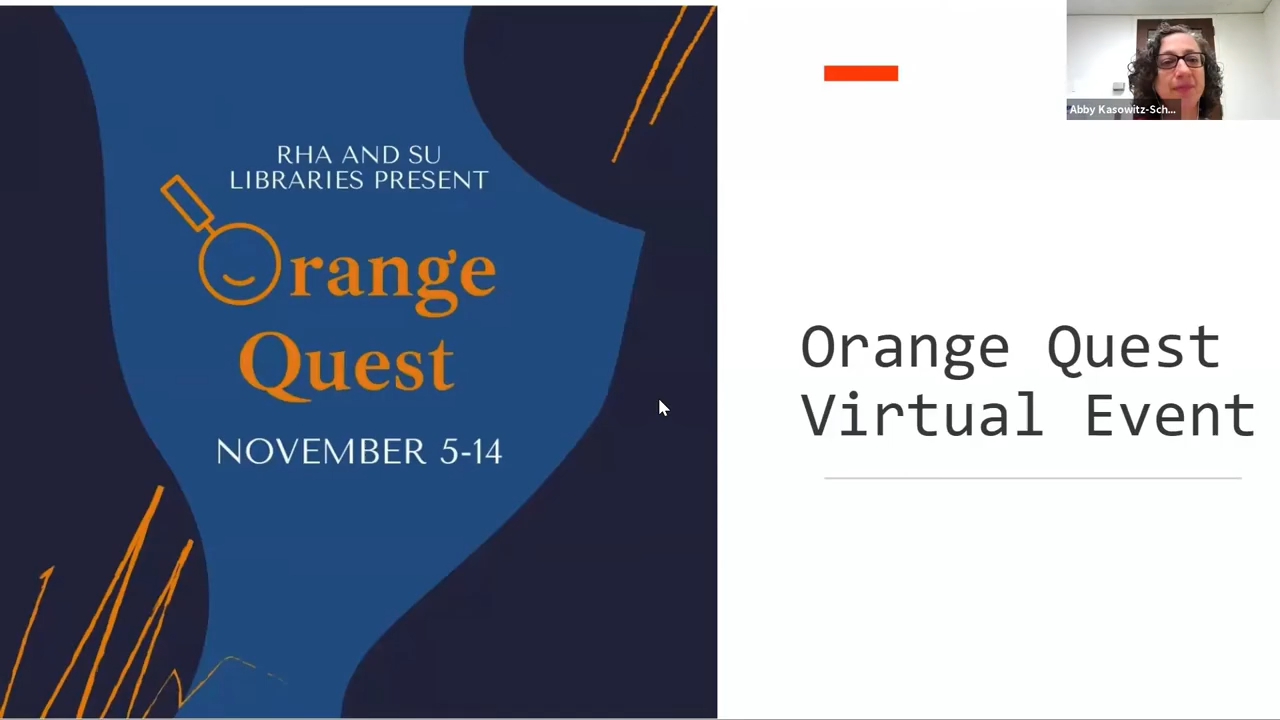 RHA AND SU
LIBRARIES PRESENT
Orange
Quest
NOVEMBER 5-14
Orange Quest
Virtual Event
Abby Kasowitz-Sch...